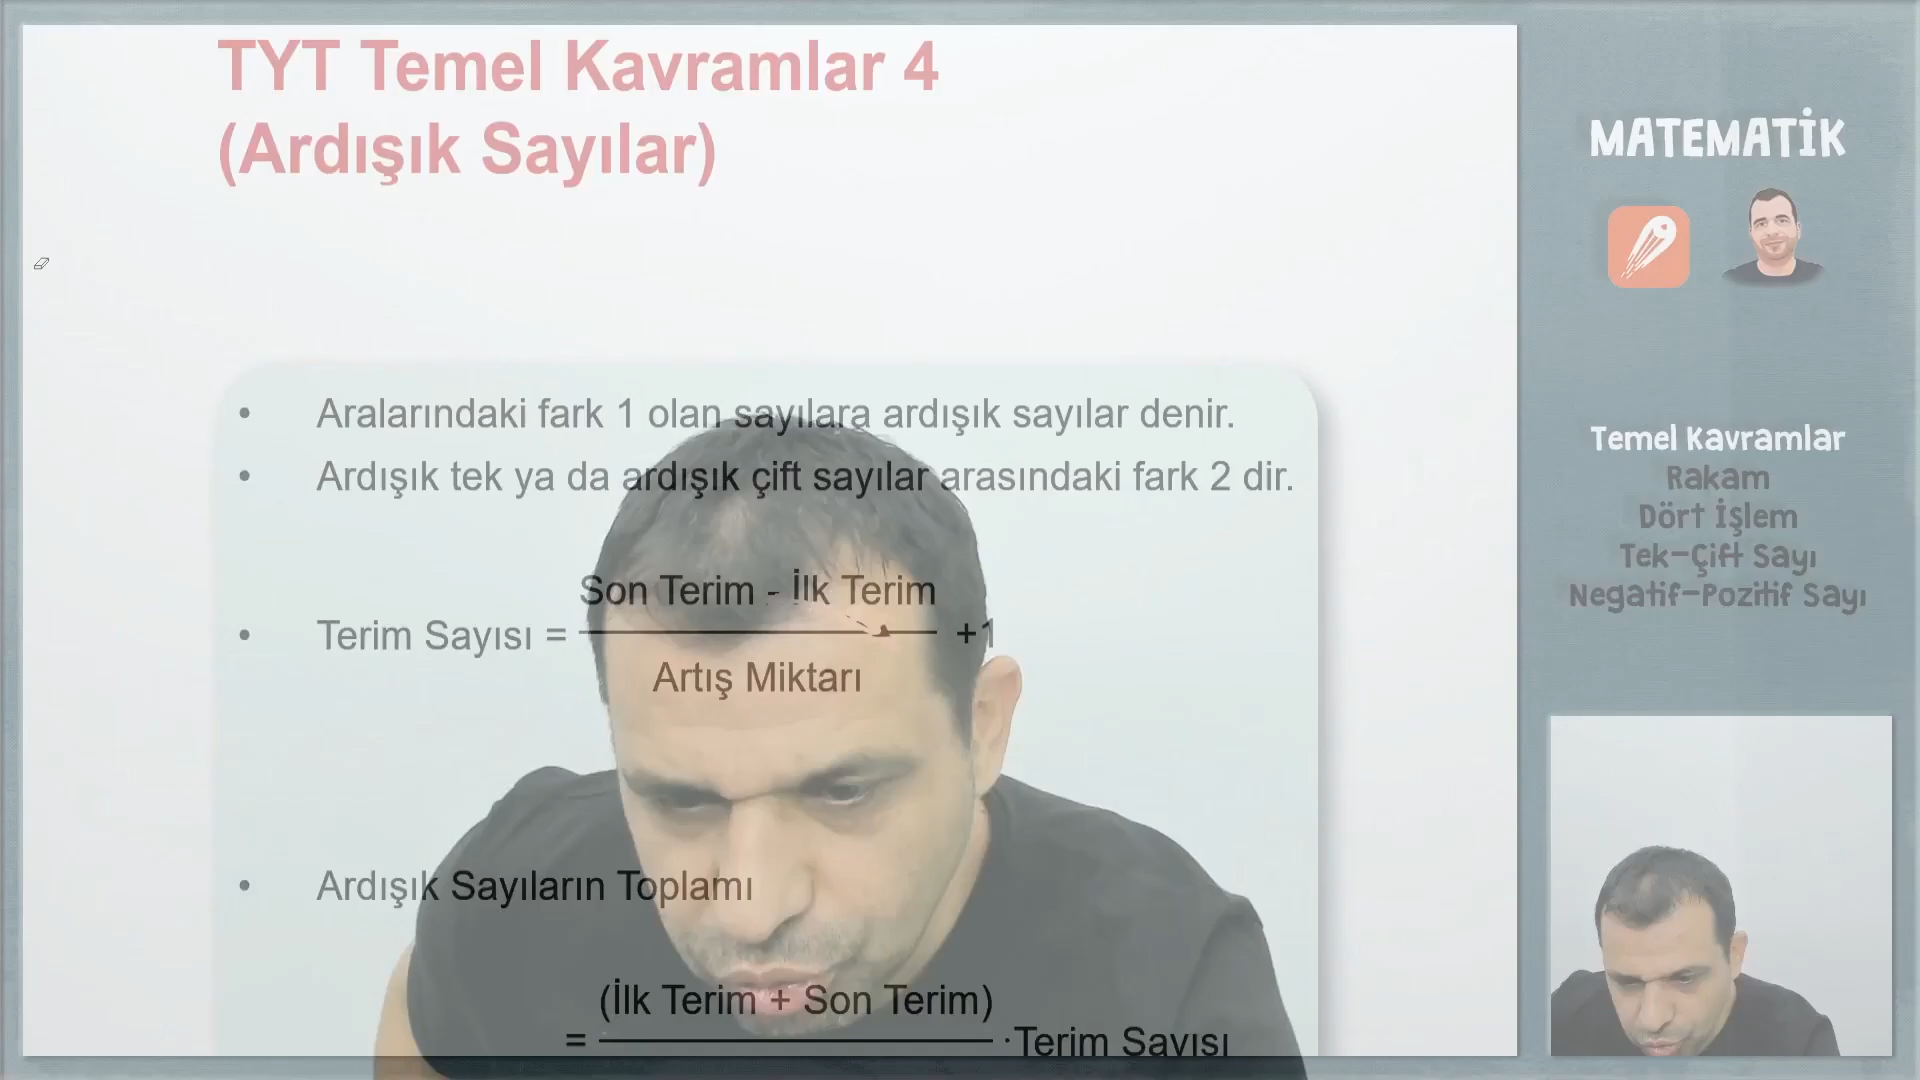 TYT Temel Kavramlar 4
(Ardışık Sayılar)
• Aralarındaki fark 1 olan sayılara ardışık sayılar denir.
• Ardışık tek ya da ardışık çift sayılar arasındaki fark 2 dir.
Son Terim - İlk Terim
• Terim Sayısı = +1
Artış Miktarı
• Ardışık Sayıların Toplamı
(İlk Terim + Son Terim)
= ·Terim Sayısı
MATEMATİK
Temel Kavramlar
Rakam
Dört İşlem
Tek-Çift Sayı
Negatif-Pozitif Sayı